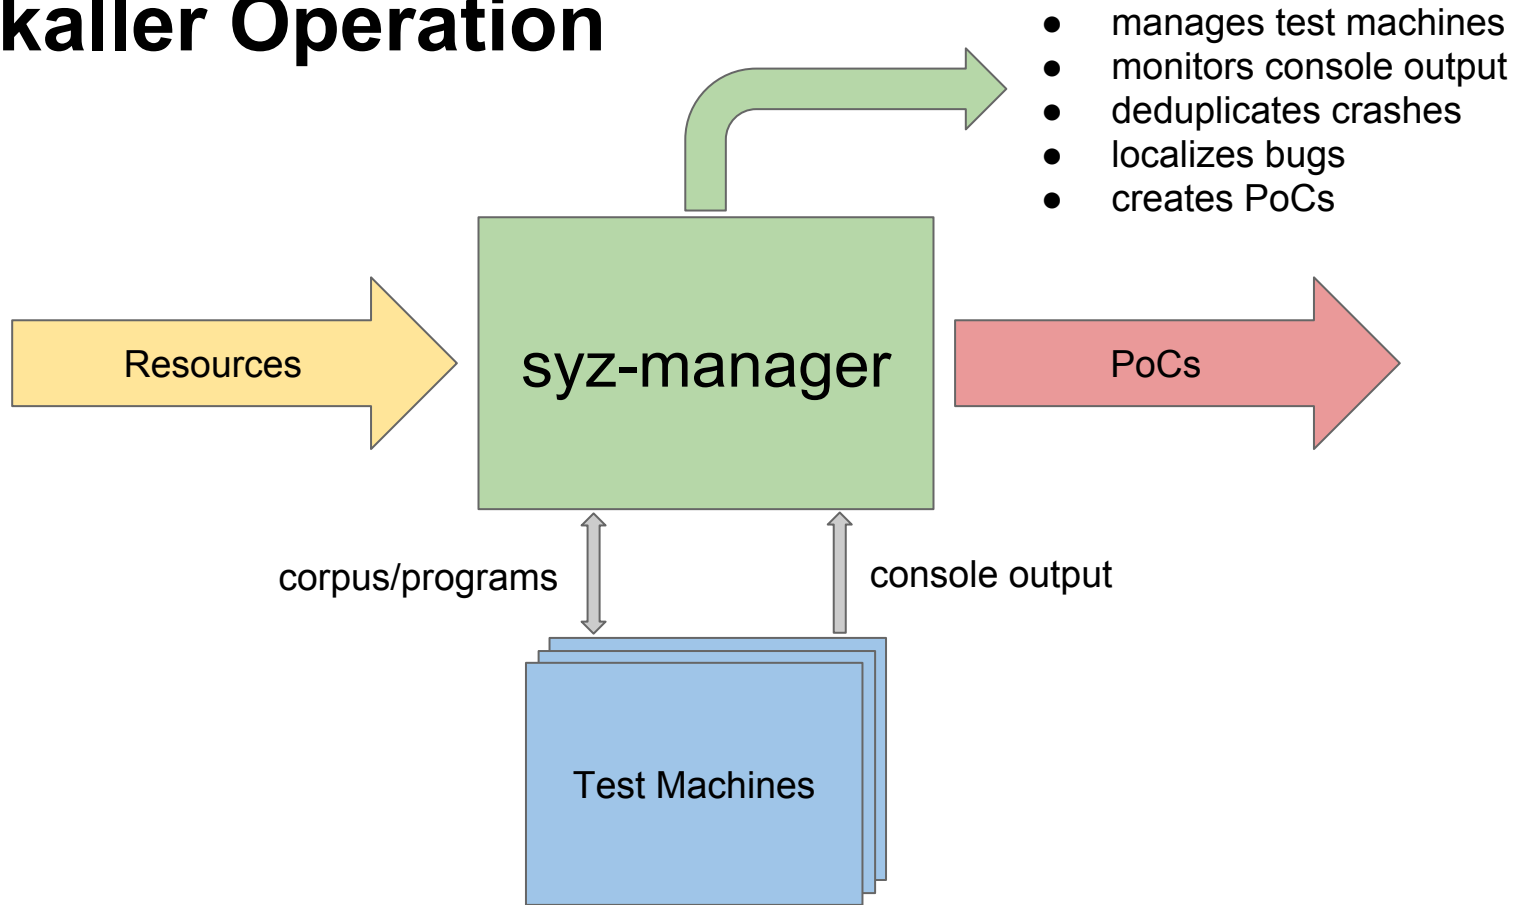 kaller Operation
● manages test machines
● monitors console output
● deduplicates crashes
● localizes bugs
● creates PoCs
Resources
syz-manager
PoCs
corpus/programs
console output
Test Machines